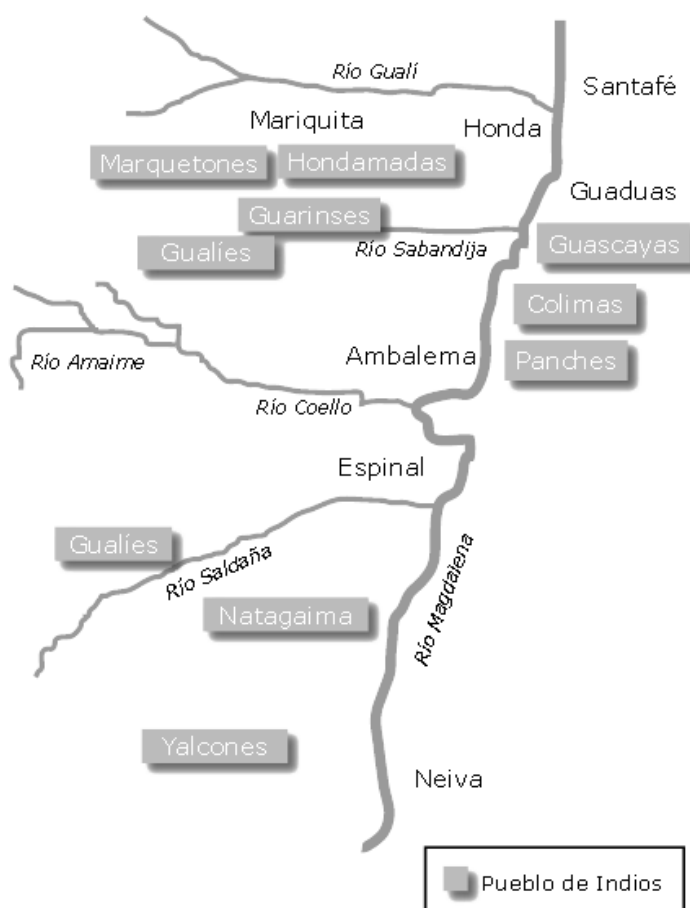 Río Gualí
Santafé
Mariquita
Honda
Marquetones
Hondamadas
Guaduas
Guarinses
Gualíes
Río Sabandija
Guascayas
Colimas
Río Amaime
Ambalema
Panches
Río Coello
Espinal
Gualíes
Río Saldaña
Río Magdalena
Natagaima
Yalcones
Neiva
Pueblo de Indios